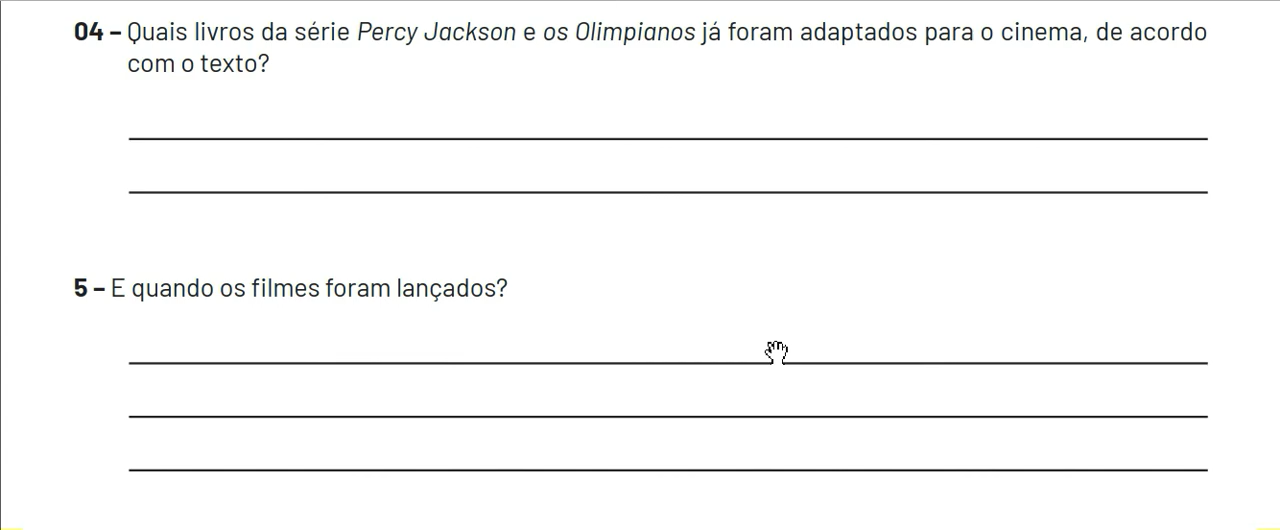 04 – Quais livros da série Percy Jackson e os Olimpianos já foram adaptados para o cinema, de acordo
com o texto?
5 – E quando os filmes foram lançados?